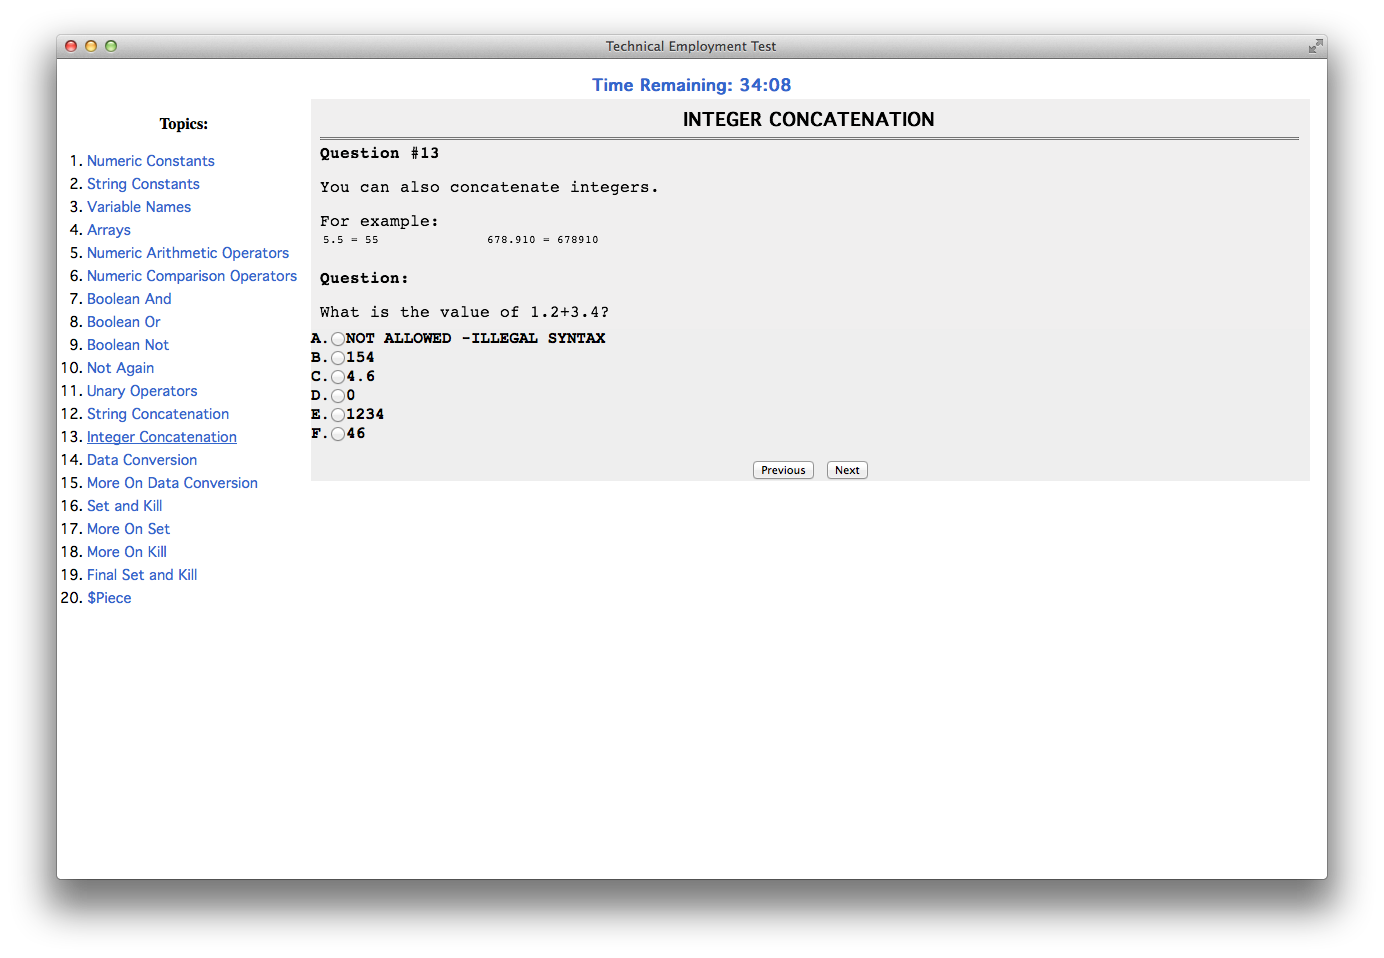 Technical Employment Test
Time Remaining: 34:08
Topics:
1. Numeric Constants
2. String Constants
3. Variable Names
4. Arrays
5. Numeric Arithmetic Operators
6. Numeric Comparison Operators
7. Boolean And
8. Boolean Or
9. Boolean Not
10. Not Again
11. Unary Operators
12. String Concatenation
13. Integer Concatenation
14. Data Conversion
15. More On Data Conversion
16. Set and Kill
17. More On Set
18. More On Kill
19. Final Set and Kill
20. $Piece
INTEGER CONCATENATION
Question #13
You can also concatenate integers.
For example:
5.5 = 55 678.910 = 678910
Question:
What is the value of 1.2+3.4?
A. NOT ALLOWED -ILLEGAL SYNTAX
B. 154
C. 4.6
D. 0
E. 1234
F. 46
Previous Next